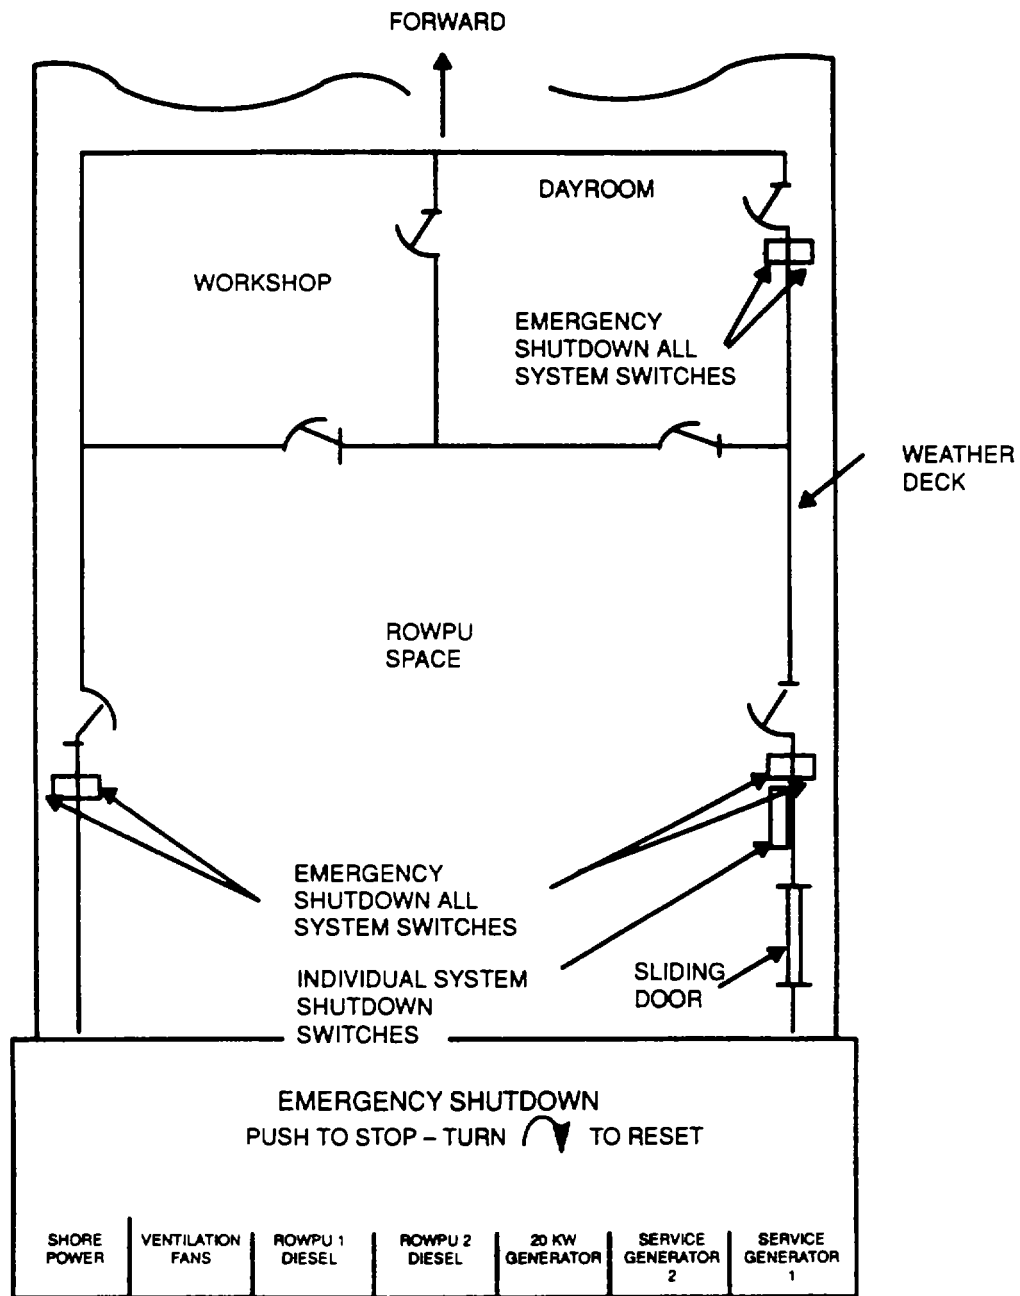 FORWARD
DAYROOM
WORKSHOP
EMERGENCY
SHUTDOWN ALL
SYSTEM SWITCHES
WEATHER
DECK
ROWPU
SPACE
EMERGENCY
SHUTDOWN ALL
SYSTEM SWITCHES
INDIVIDUAL SYSTEM
SHUTDOWN
SWITCHES
SLIDING
DOOR
EMERGENCY SHUTDOWN
PUSH TO STOP – TURN TO RESET
SHORE
POWER
VENTILATION
FANS
ROWPU 1
DIESEL
ROWPU 2
DIESEL
20 KW
GENERATOR
SERVICE
GENERATOR
2
SERVICE
GENERATOR
1